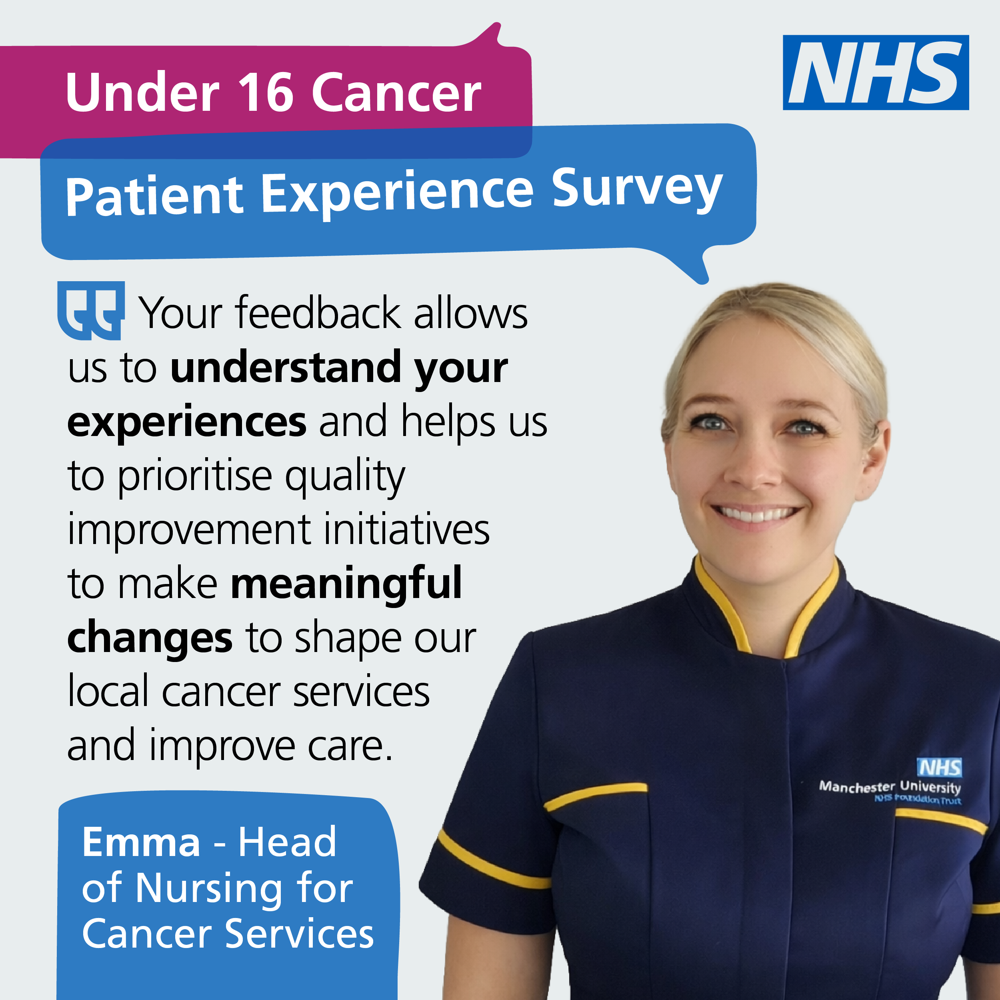 Under 16 Cancer
NHS
Patient Experience Survey
Your feedback allows
us to understand your
experiences and helps us
to prioritise quality
improvement initiatives
to make meaningful
changes to shape our
local cancer services
and improve care.
Emma - Head
of Nursing for
Cancer Services
NHS
Manchester University
NHS Foundation Trust